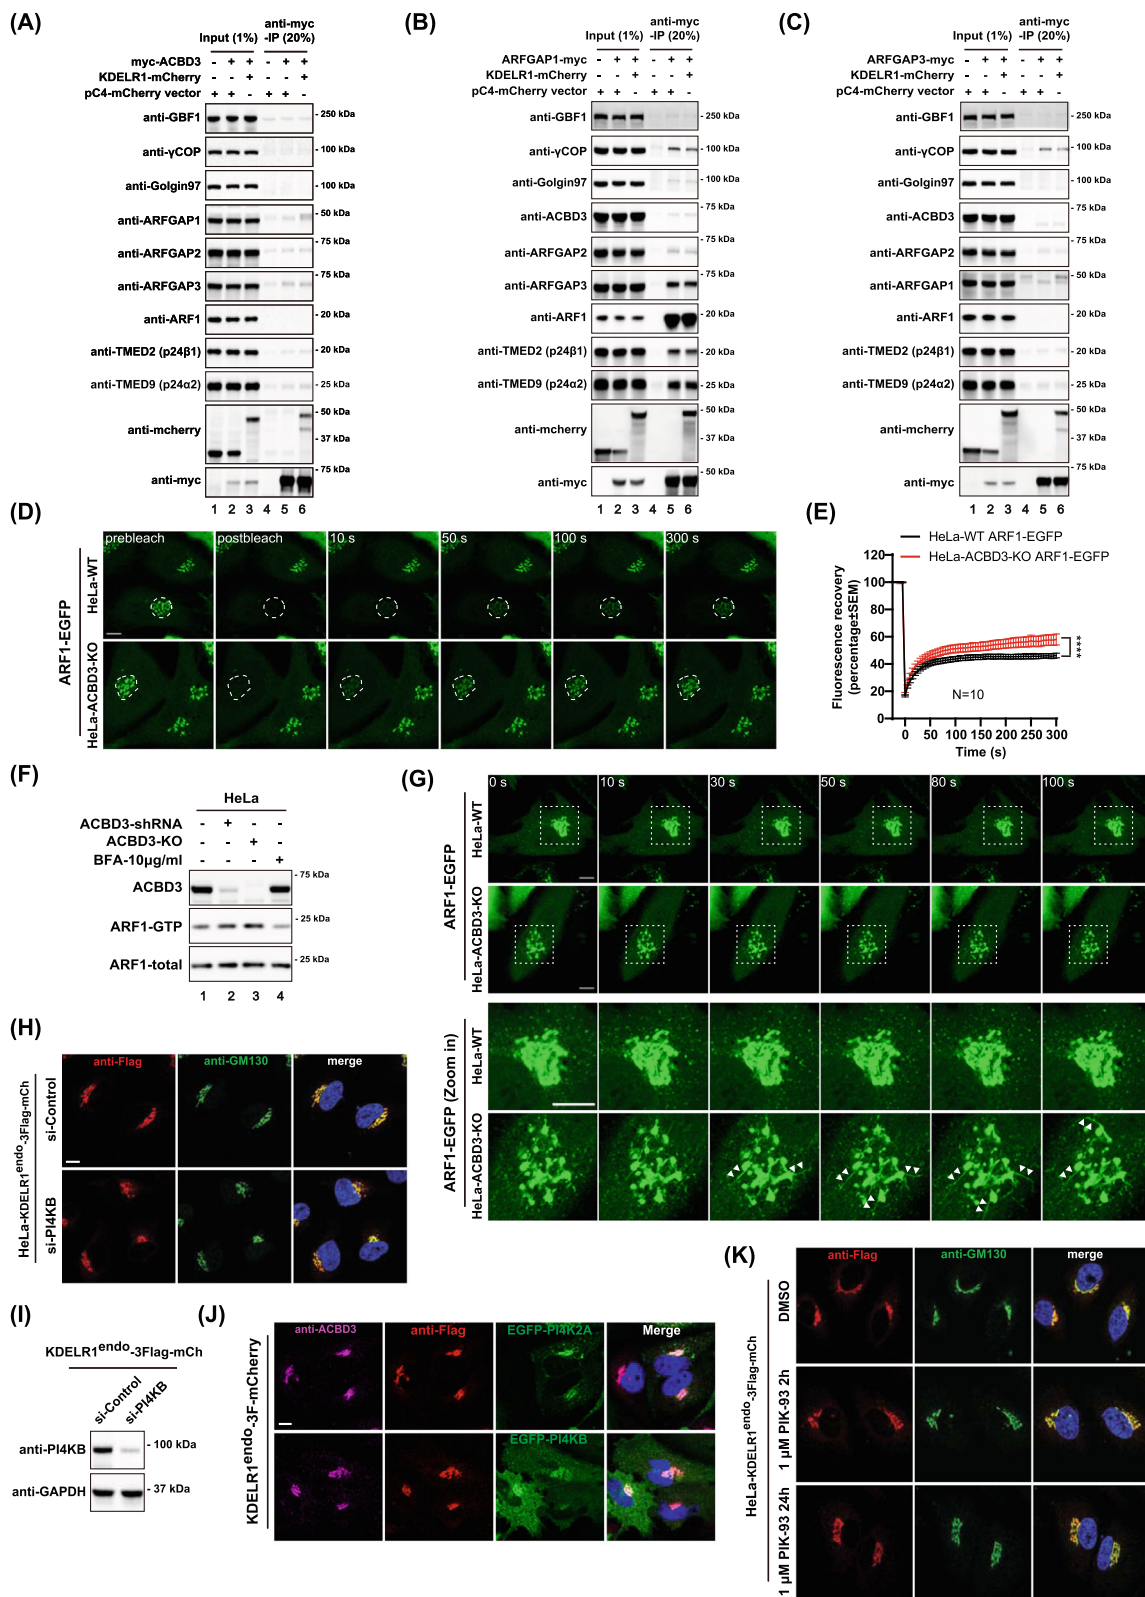 (A)
anti-myc
Input (1%) -IP (20%)
myc-ACBD3 - + + - + +
KDELR1-mCherry - - + - - +
pC4-mCherry vector + + - + + -
anti-GBF1 - 250 kDa
anti-γCOP - 100 kDa
anti-Golgin97 - 100 kDa
anti-ARFGAP1 - 50 kDa
anti-ARFGAP2 - 75 kDa
anti-ARFGAP3 - 75 kDa
anti-ARF1 - 20 kDa
anti-TMED2 (p24β1) - 20 kDa
anti-TMED9 (p24α2) - 25 kDa
- 50 kDa
anti-mcherry
- 37 kDa
- 75 kDa
anti-myc
1 2 3 4 5 6
(B)
anti-myc
Input (1%) -IP (20%)
ARFGAP1-myc - + + - + +
KDELR1-mCherry - - + - - +
pC4-mCherry vector + + - + + -
anti-GBF1 - 250 kDa
anti-γCOP - 100 kDa
anti-Golgin97 - 100 kDa
- 75 kDa
anti-ACBD3
anti-ARFGAP2 - 75 kDa
anti-ARFGAP3 - 75 kDa
anti-ARF1 - 20 kDa
anti-TMED2 (p24β1) - 20 kDa
anti-TMED9 (p24α2) - 25 kDa
- 50 kDa
anti-mcherry
- 37 kDa
anti-myc - 50 kDa
1 2 3 4 5 6
(C)
anti-myc
Input (1%) -IP (20%)
ARFGAP3-myc - + + - + +
KDELR1-mCherry - - + - - +
pC4-mCherry vector + + - + + -
anti-GBF1 - 250 kDa
anti-γCOP - 100 kDa
anti-Golgin97 - 100 kDa
- 75 kDa
anti-ACBD3
anti-ARFGAP2 - 75 kDa
anti-ARFGAP1 - 50 kDa
anti-ARF1 - 20 kDa
anti-TMED2 (p24β1) - 20 kDa
anti-TMED9 (p24α2) - 25 kDa
- 50 kDa
anti-mcherry
- 37 kDa
- 75 kDa
anti-myc
1 2 3 4 5 6
(D)
prebleach postbleach 10 s 50 s 100 s 300 s
ARF1-EGFP
HeLa-WT
HeLa-ACBD3-KO
(E)
HeLa-WT ARF1-EGFP
HeLa-ACBD3-KO ARF1-EGFP
Fluorescence recovery
(percentage±SEM)
120
100
80
60
40
20
0
****
N=10
0 50 100 150 200 250 300
Time (s)
(F)
HeLa
ACBD3-shRNA - + - -
ACBD3-KO - - + -
BFA-10µg/ml - - - +
- 75 kDa
ACBD3
ARF1-GTP - 25 kDa
- 25 kDa
ARF1-total
1 2 3 4
(G)
0 s 10 s 30 s 50 s 80 s 100 s
ARF1-EGFP
HeLa-WT
HeLa-ACBD3-KO
ARF1-EGFP (Zoom in)
HeLa-WT
HeLa-ACBD3-KO
(H)
anti-Flag anti-GM130 merge
HeLa-KDELR1endo-3Flag-mCh
si-Control
si-PI4KB
(I)
KDELR1endo-3Flag-mCh
si-Control
si-PI4KB
anti-PI4KB - 100 kDa
anti-GAPDH - 37 kDa
(J)
anti-ACBD3 anti-Flag EGFP-PI4K2A Merge
EGFP-PI4KB
KDELR1endo-3F-mCherry
(K)
anti-Flag anti-GM130 merge
HeLa-KDELR1endo-3Flag-mCh
DMSO
1 µM PIK-93 2h
1 µM PIK-93 24h